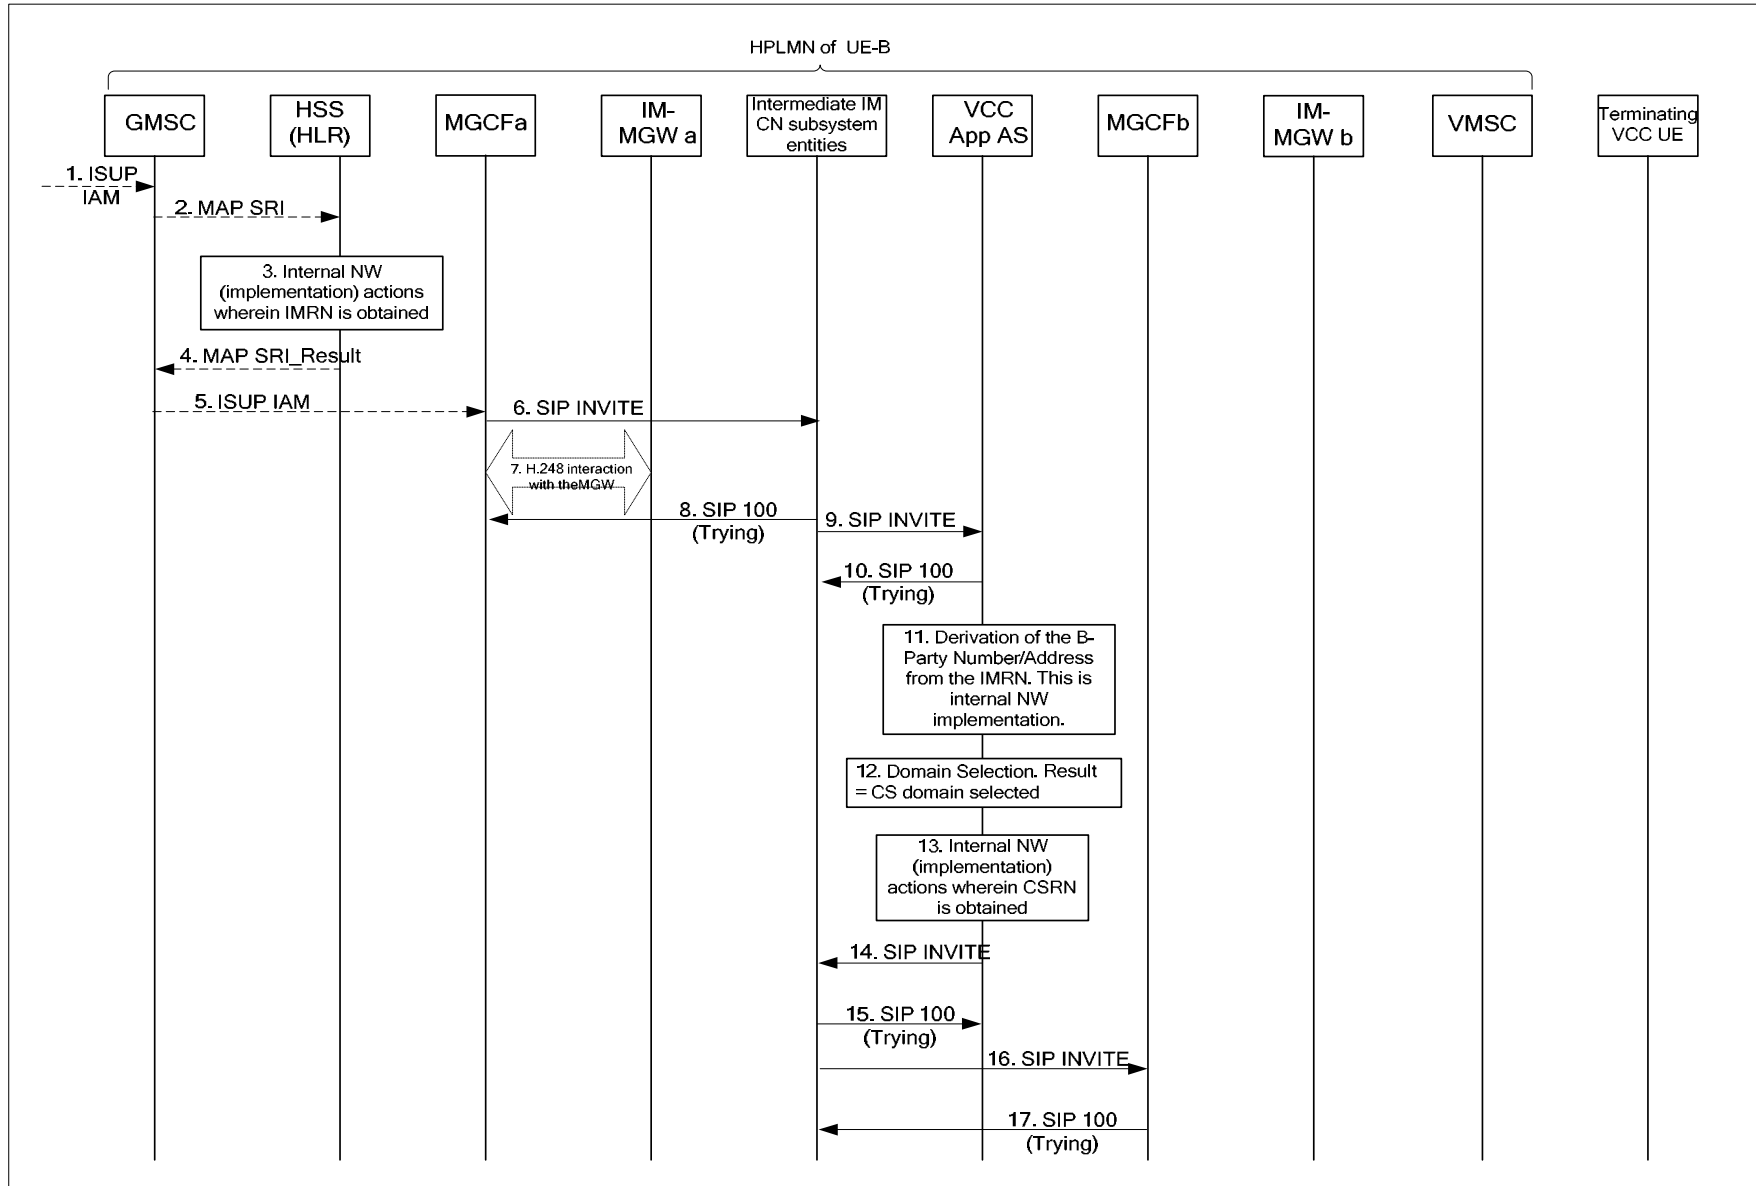 HPLMN of UE-B
GMSC
HSS
(HLR)
MGCFa
IM-
MGW a
Intermediate IM
CN subsystem
entities
VCC
App AS
MGCFb
IM-
MGW b
VMSC
Terminating
VCC UE
1. ISUP
IAM
2. MAP SRI
3. Internal NW
(implementation) actions
wherein IMRN is obtained
4. MAP SRI_Result
5. ISUP IAM
6. SIP INVITE
7. H.248 interaction
with theMGW
8. SIP 100
(Trying)
9. SIP INVITE
10. SIP 100
(Trying)
11. Derivation of the B-
Party Number/Address
from the IMRN. This is
internal NW
implementation.
12. Domain Selection. Result
= CS domain selected
13. Internal NW
(implementation)
actions wherein CSRN
is obtained
14. SIP INVITE
15. SIP 100
(Trying)
16. SIP INVITE
17. SIP 100
(Trying)